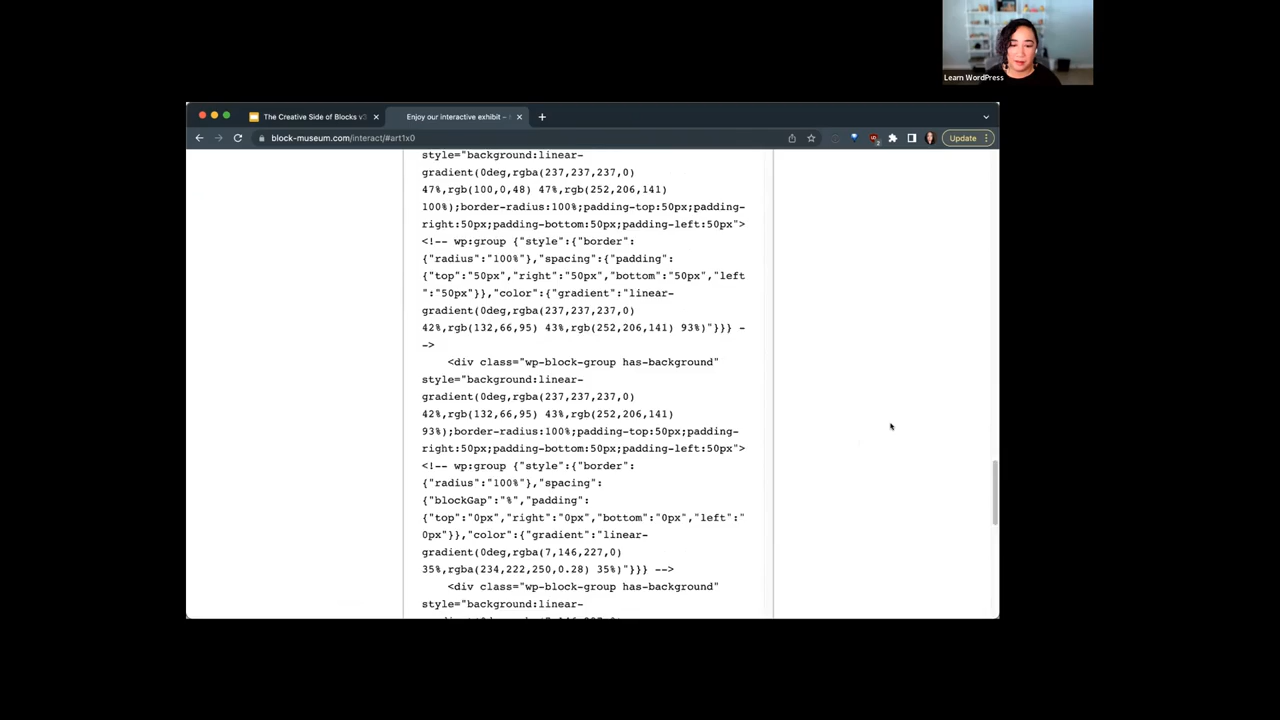 Learn WordPress
The Creative Side of Blocks v3
Enjoy our interactive exhibit –
block-museum.com/interact/#art1x0
Update
style="background:linear-
gradient(0deg,rgba(237,237,237,0)
47%,rgb(100,0,48) 47%,rgb(252,206,141)
100%);border-radius:100%;padding-top:50px;padding-
right:50px;padding-bottom:50px;padding-left:50px">
<!-- wp:group {"style":{"border":
{"radius":"100%"},"spacing":{"padding":
{"top":"50px","right":"50px","bottom":"50px","left
":"50px"}},"color":{"gradient":"linear-
gradient(0deg,rgba(237,237,237,0)
42%,rgb(132,66,95) 43%,rgb(252,206,141) 93%)"}}} -
->
<div class="wp-block-group has-background"
style="background:linear-
gradient(0deg,rgba(237,237,237,0)
42%,rgb(132,66,95) 43%,rgb(252,206,141)
93%);border-radius:100%;padding-top:50px;padding-
right:50px;padding-bottom:50px;padding-left:50px">
<!-- wp:group {"style":{"border":
{"radius":"100%"},"spacing":
{"blockGap":"%","padding":
{"top":"0px","right":"0px","bottom":"0px","left":"
0px"}},"color":{"gradient":"linear-
gradient(0deg,rgba(7,146,227,0)
35%,rgba(234,222,250,0.28) 35%)"}}} -->
<div class="wp-block-group has-background"
style="background:linear-